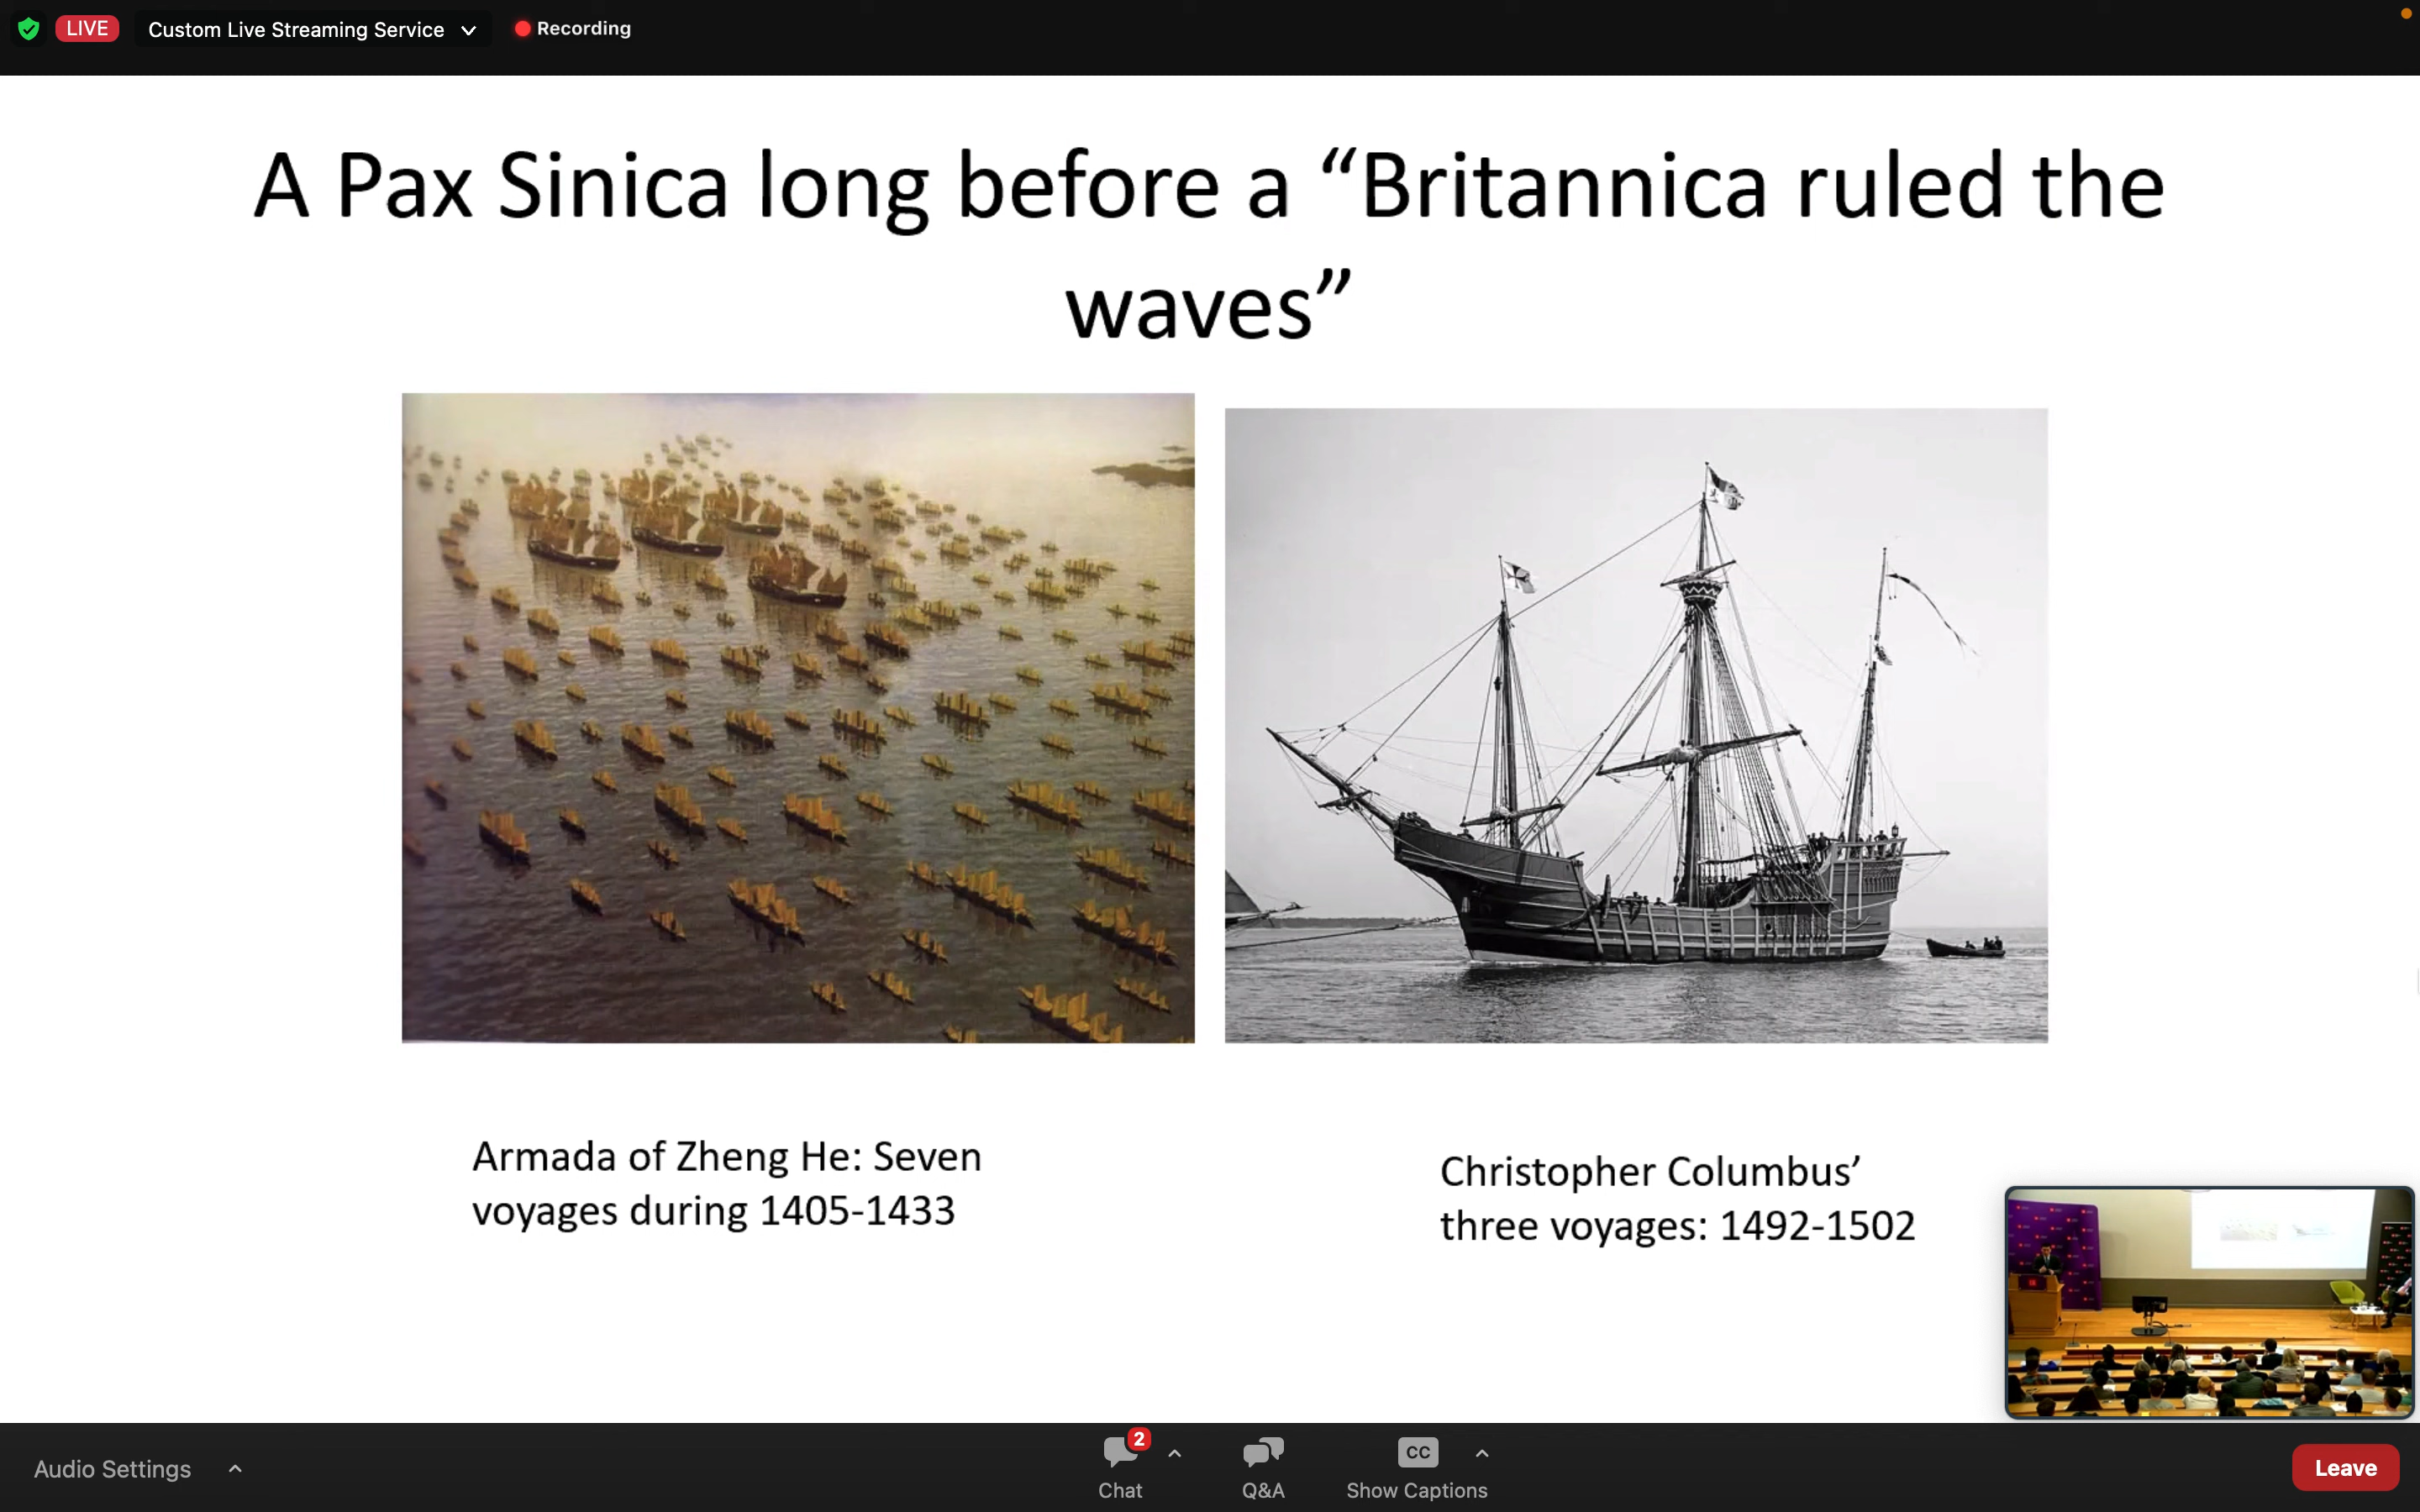 LIVE
Custom Live Streaming Service
Recording
A Pax Sinica long before a “Britannica ruled the
waves”
Armada of Zheng He: Seven
voyages during 1405-1433
Christopher Columbus’
three voyages: 1492-1502
Audio Settings
2
Chat
Q&A
CC
Show Captions
Leave